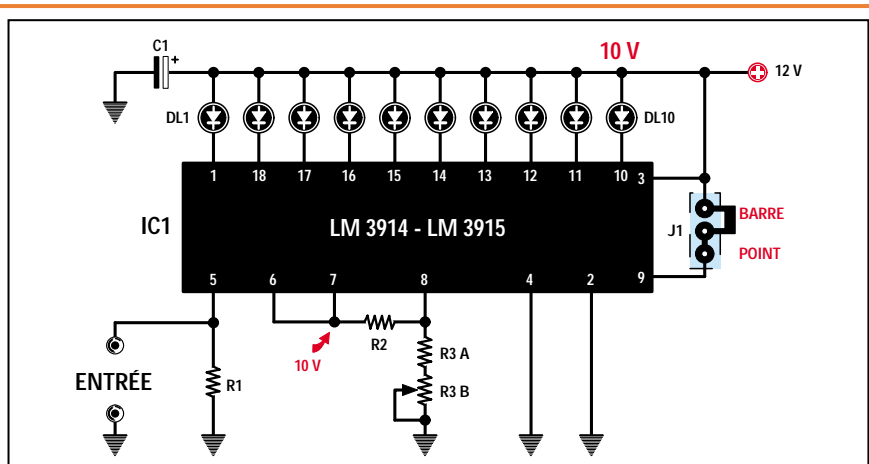 C1
+
10 V
12 V
DL1
DL10
1 18 17 16 15 14 13 12 11 10 3
IC1
LM 3914 - LM 3915
J1
BARRE
POINT
5 6 7 8 4 2 9
R2
10 V
R3 A
ENTRÉE
R1
R3 B